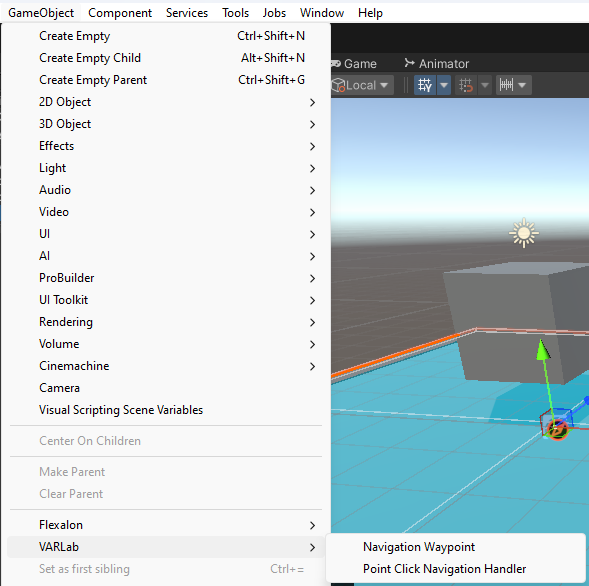 GameObject Component Services Tools Jobs Window Help
Create Empty Ctrl+Shift+N
Create Empty Child Alt+Shift+N
Create Empty Parent Ctrl+Shift+G
2D Object
3D Object
Effects
Light
Audio
Video
UI
AI
ProBuilder
UI Toolkit
Rendering
Volume
Cinemachine
Camera
Visual Scripting Scene Variables
Center On Children
Make Parent
Clear Parent
Flexalon
VARLab
Set as first sibling Ctrl+=
Game Animator
Local
Navigation Waypoint
Point Click Navigation Handler